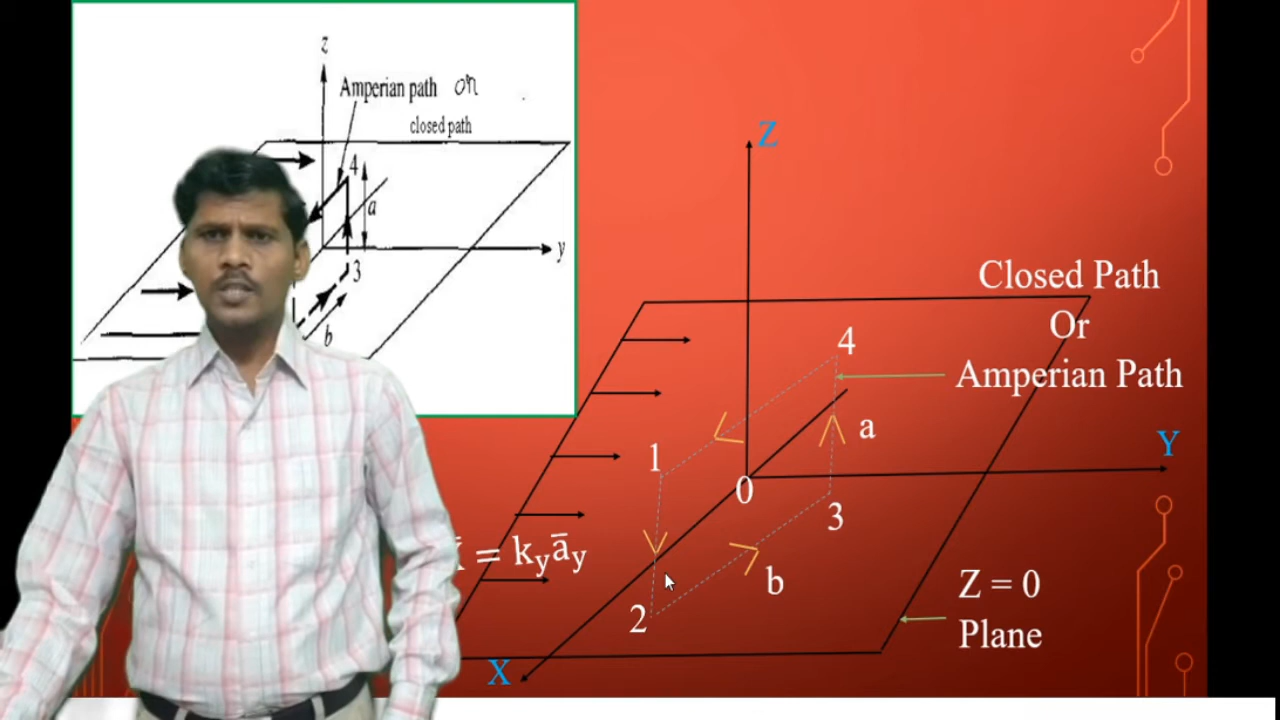 z
Amperian path on
closed path
4
a
y
3
b
Z
Closed Path
Or
Amperian Path
4
a
Y
1
0
3
= kyāy
b
2
Z = 0
Plane
X